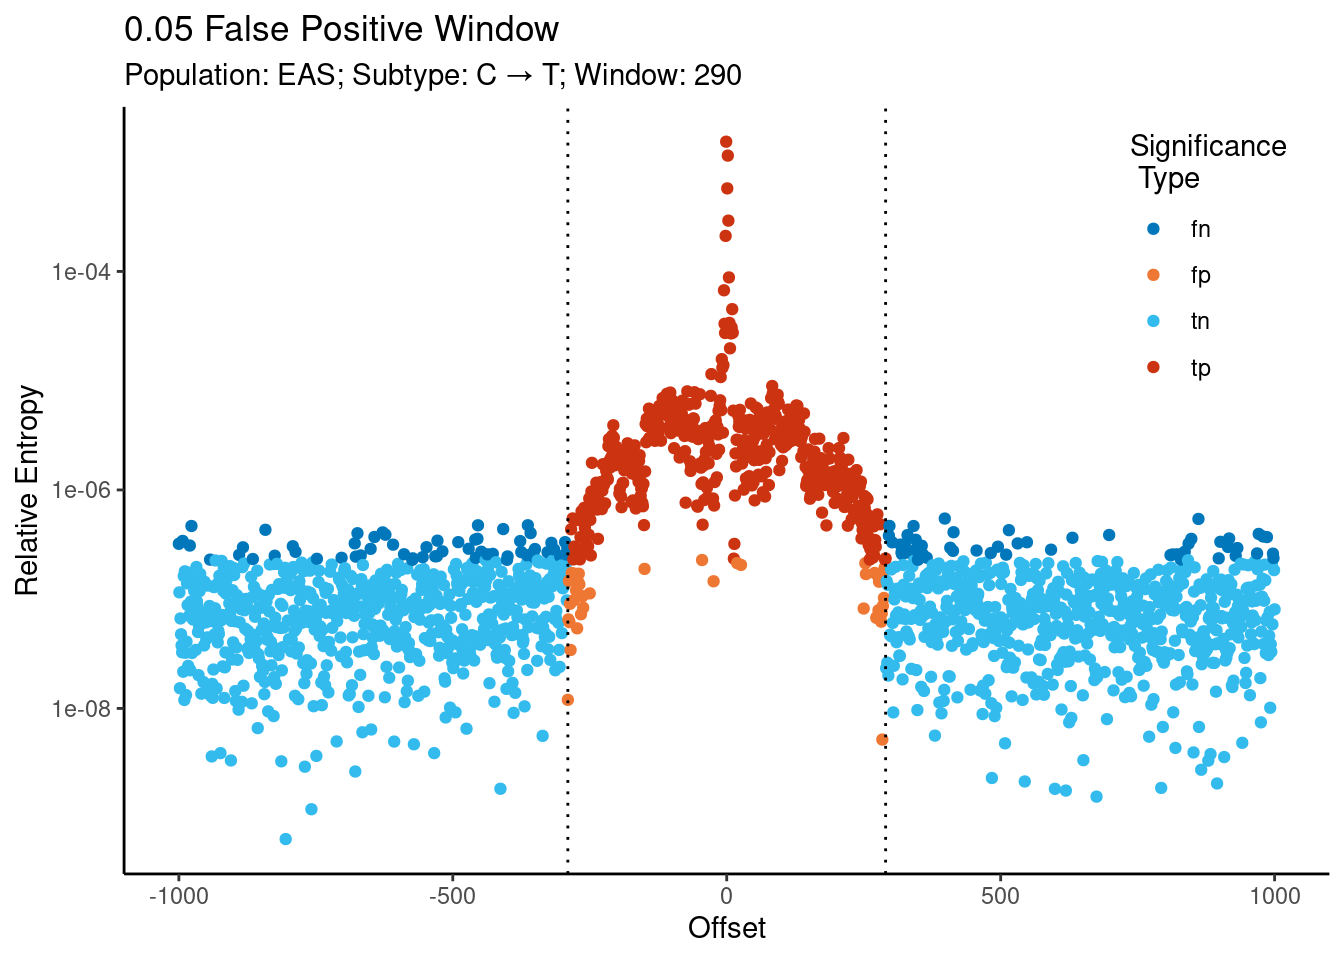 0.05 False Positive Window
Population: EAS; Subtype: C → T; Window: 290
Significance
Type
fn
fp
tn
tp
1e-04
1e-06
1e-08
Relative Entropy
-1000
-500
0
500
1000
Offset